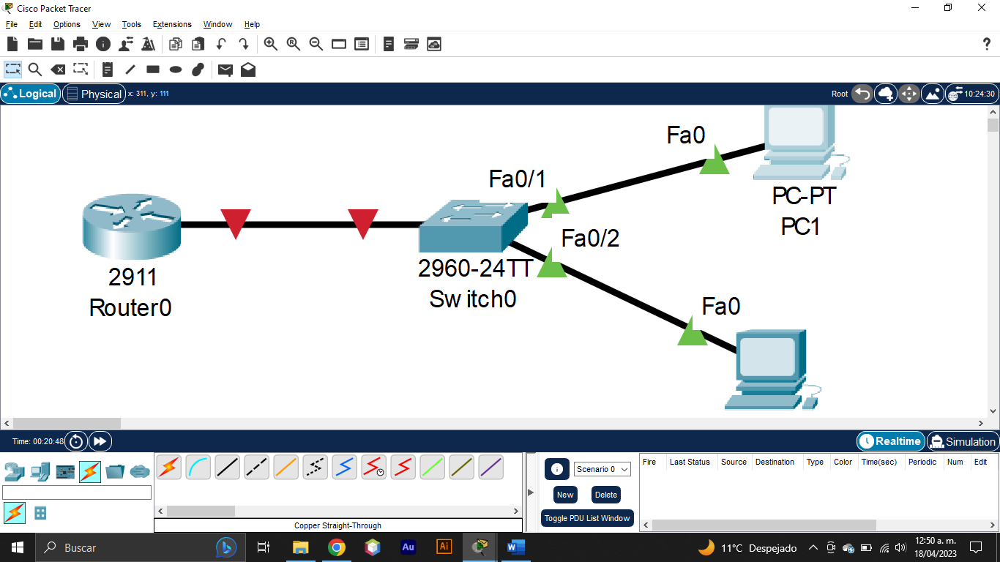 Cisco Packet Tracer
File Edit Options View Tools Extensions Window Help
?
R
Logical Physical x: 311, y: 111 Root 10:24:30
Fa0
Fa0/1
PC-PT
PC1
Fa0/2
2911
Router0
2960-24TT
Switch0
Fa0
Time: 00:20:48 Realtime Simulation
Scenario 0
New Delete
Toggle PDU List Window
Fire Last Status Source Destination Type Color Time(sec) Periodic Num Edit
Copper Straight-Through
Buscar Au Ai W 11°C Despejado 12:50 a. m.
18/04/2023